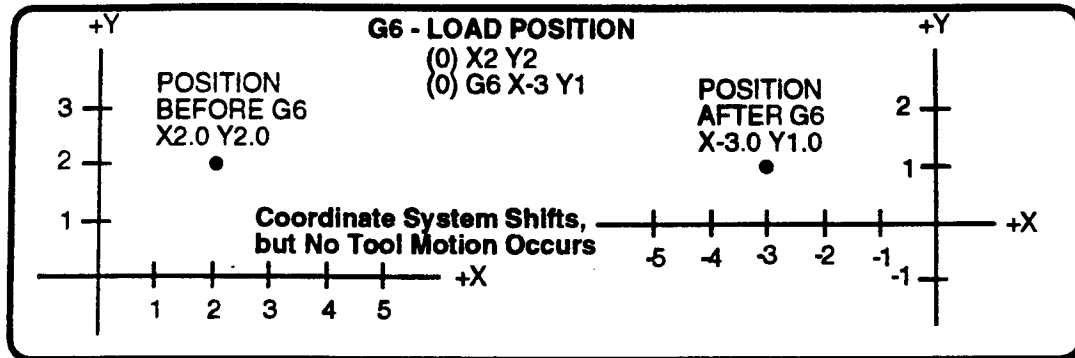 G6 - LOAD POSITION
(0) X2 Y2
(0) G6 X-3 Y1
+Y
POSITION
BEFORE G6
X2.0 Y2.0
3
2
1
1 2 3 4 5
+X
Coordinate System Shifts,
but No Tool Motion Occurs
+Y
POSITION
AFTER G6
X-3.0 Y1.0
2
1
-5 -4 -3 -2 -1
+X
-1